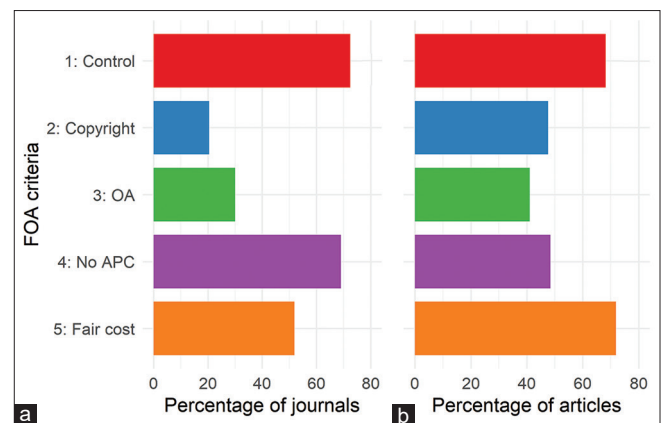 FOA criteria
1: Control
2: Copyright
3: OA
4: No APC
5: Fair cost
0 20 40 60 80
0 20 40 60 80
a Percentage of journals
b Percentage of articles